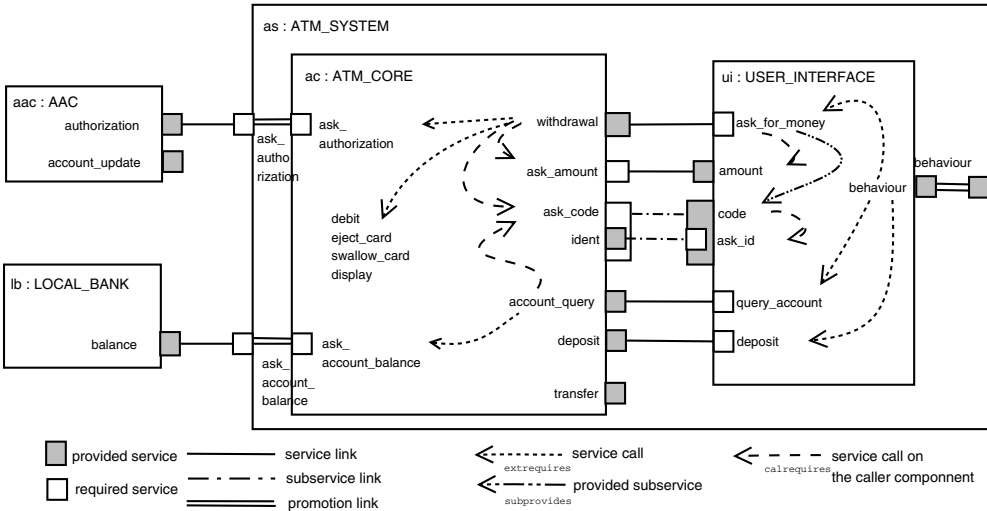 as : ATM_SYSTEM
ac : ATM_CORE
ui : USER_INTERFACE
aac : AAC
authorization
account_update
ask_
autho
rization
ask_
authorization
withdrawal
ask_for_money
ask_amount
amount
behaviour
behaviour
ask_code
code
ident
ask_id
debit
eject_card
swallow_card
display
lb : LOCAL_BANK
balance
account_query
query_account
deposit
deposit
ask_
account_
balance
ask_
account_balance
transfer
provided service
required service
service link
subservice link
promotion link
service call
extrequires
provided subservice
subprovides
service call on
the caller componnent
calrequires